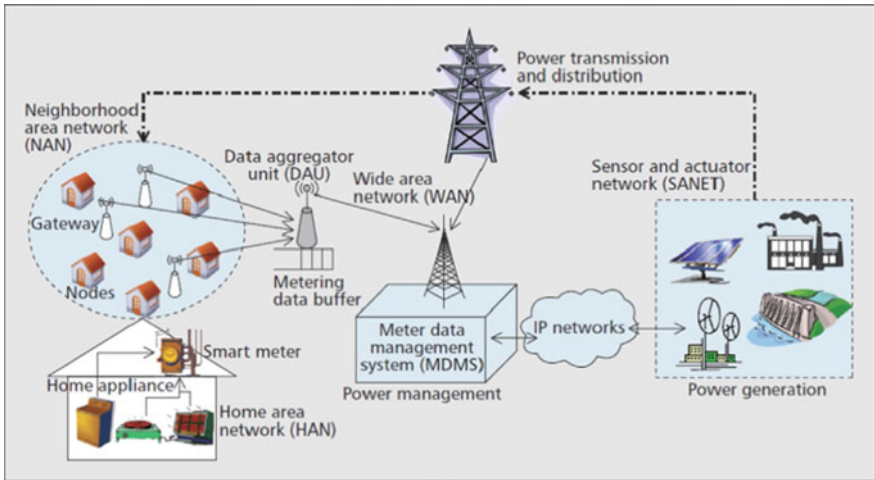 Power transmission
and distribution
Neighborhood
area network
(NAN)
Data aggregator
unit (DAU)
Wide area
network (WAN)
Sensor and actuator
network (SANET)
Gateway
Nodes
Metering
data buffer
Meter data
management
system (MDMS)
IP networks
Power management
Power generation
Smart meter
Home appliance
Home area
network (HAN)